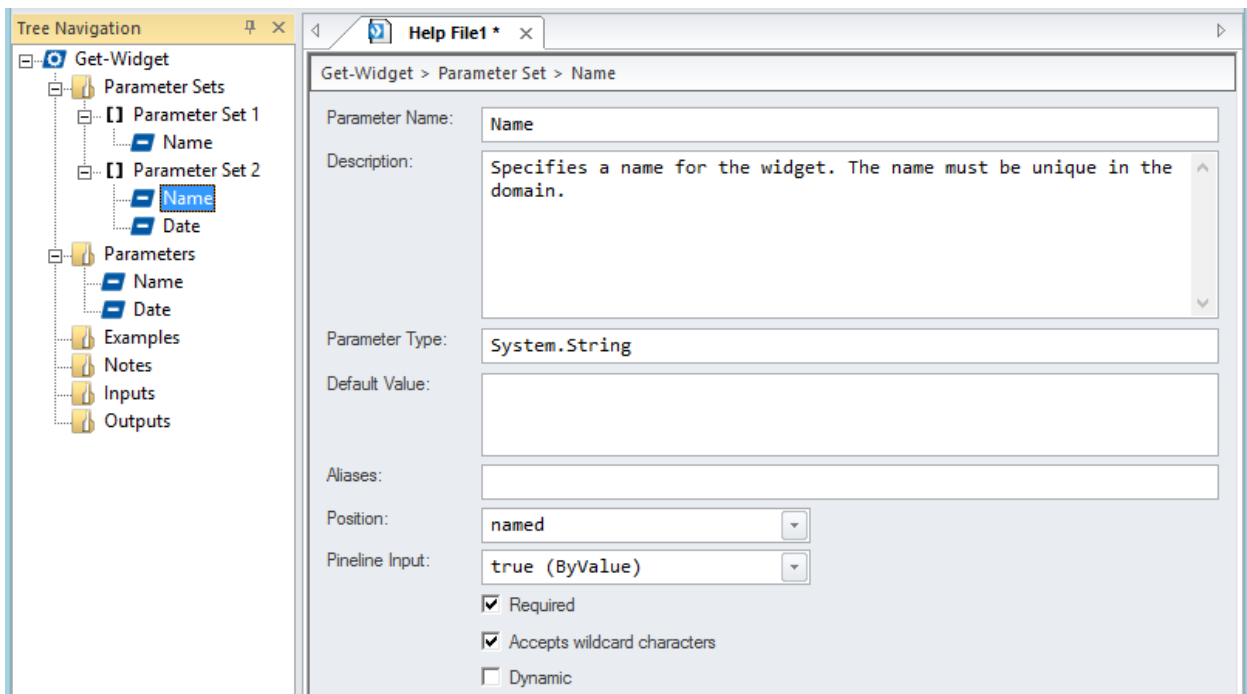 Tree Navigation
Help File1 *
Get-Widget
Parameter Sets
[] Parameter Set 1
Name
[] Parameter Set 2
Name
Date
Parameters
Name
Date
Examples
Notes
Inputs
Outputs
Get-Widget > Parameter Set > Name
Parameter Name:
Name
Description:
Specifies a name for the widget. The name must be unique in the
domain.
Parameter Type:
System.String
Default Value:
Aliases:
Position:
named
Pineline Input:
true (ByValue)
Required
Accepts wildcard characters
Dynamic